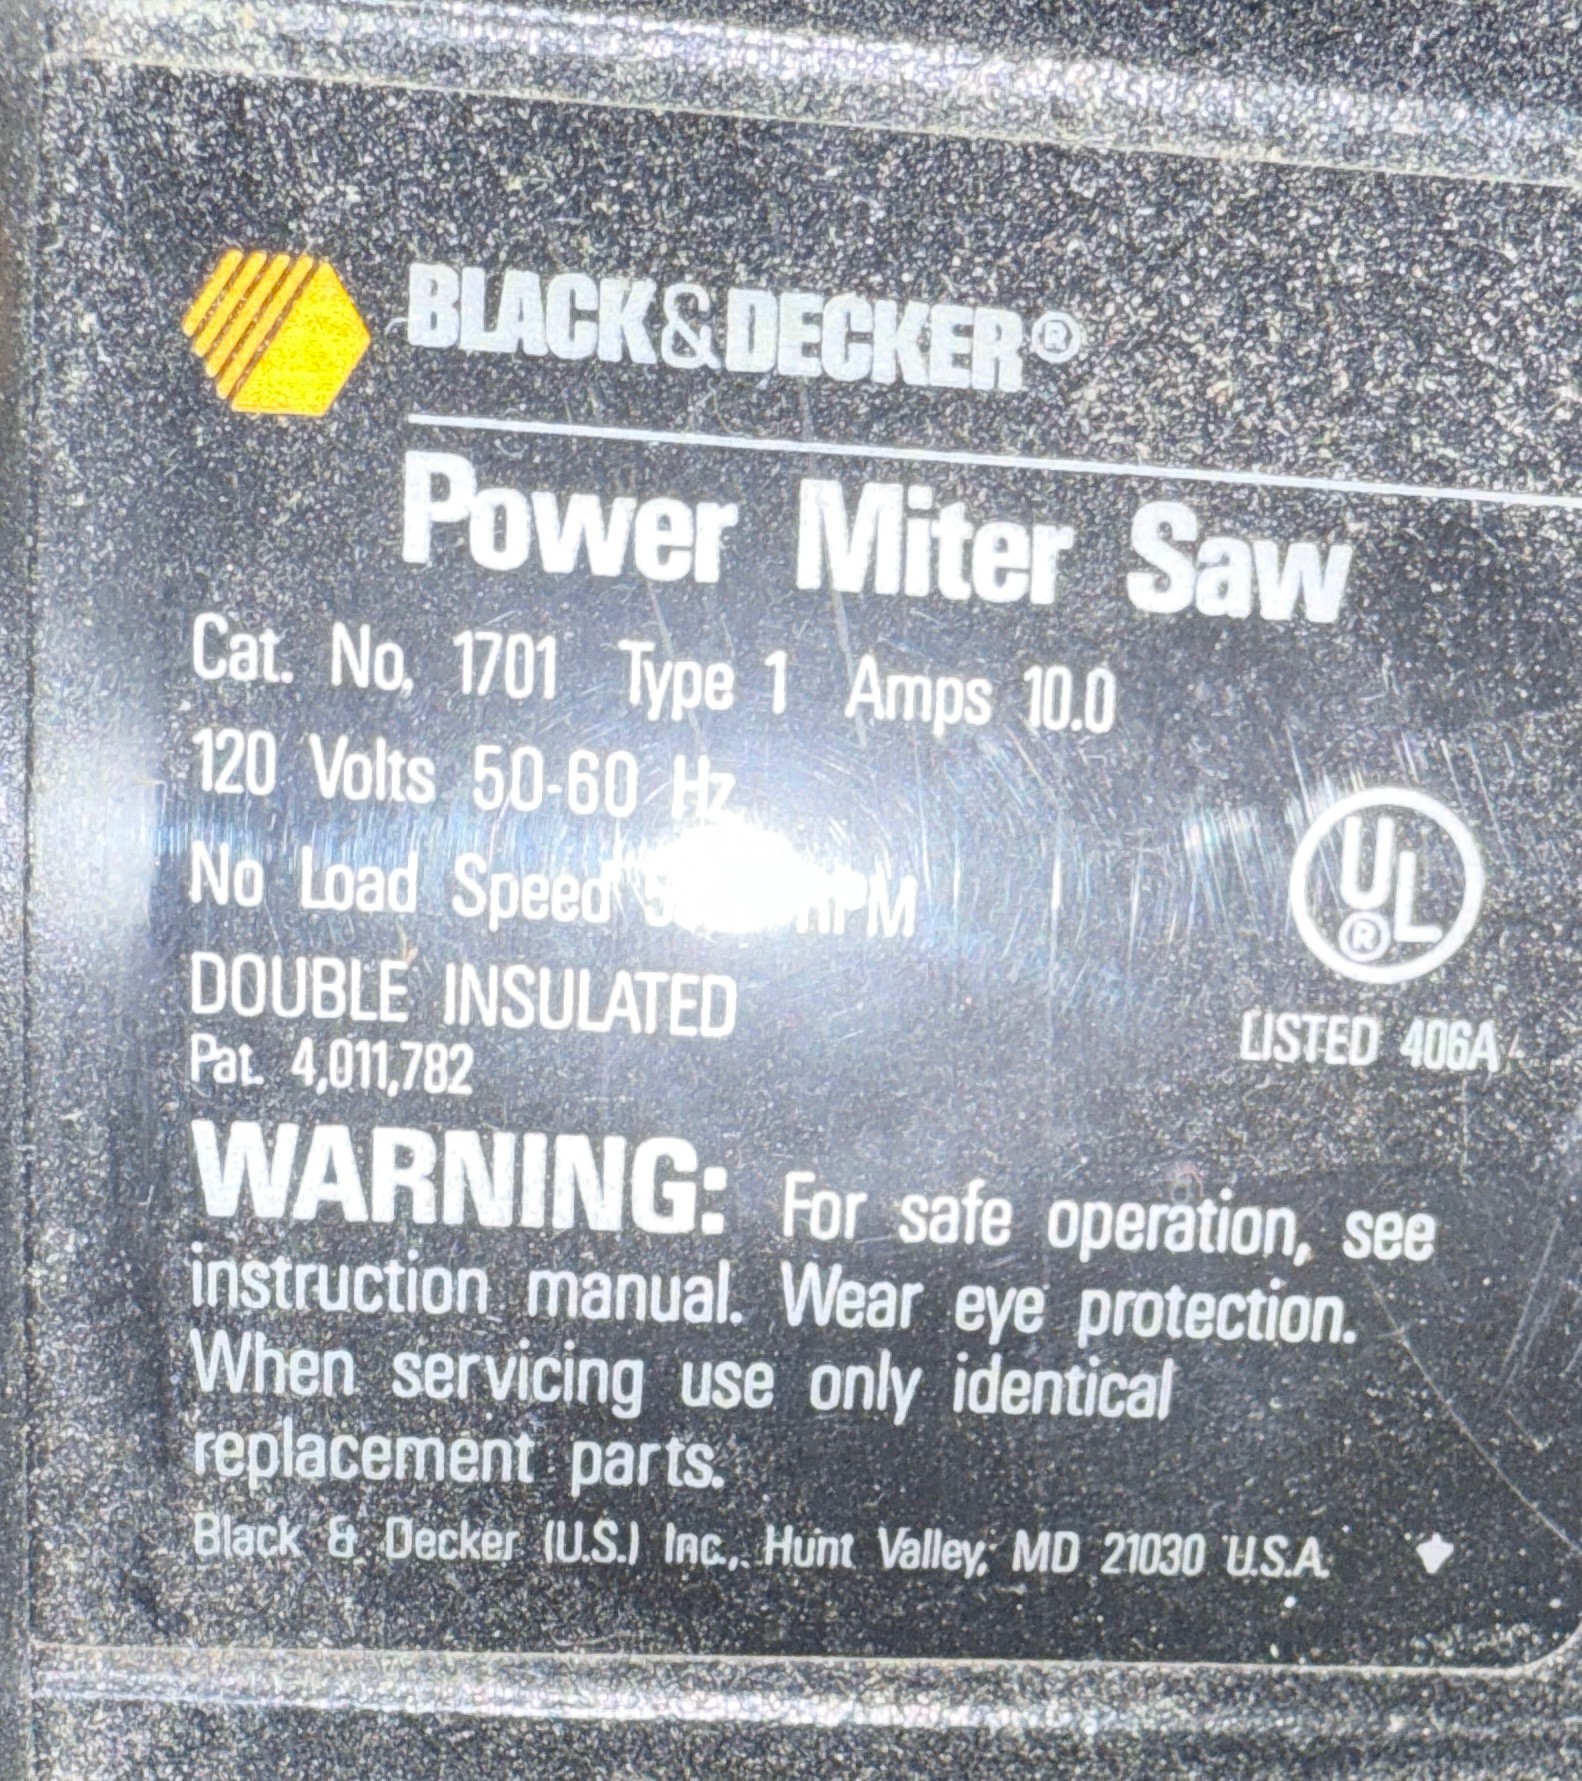 BLACK&DECKER®
Power Miter Saw
Cat. No. 1701 Type 1 Amps 10.0
120 Volts 50-60 Hz
No Load Speed RPM
DOUBLE INSULATED
Pat. 4,011,782
UL®
LISTED 406A
WARNING: For safe operation, see
instruction manual. Wear eye protection.
When servicing use only identical
replacement parts.
Black & Decker (U.S.) Inc., Hunt Valley, MD 21030 U.S.A.